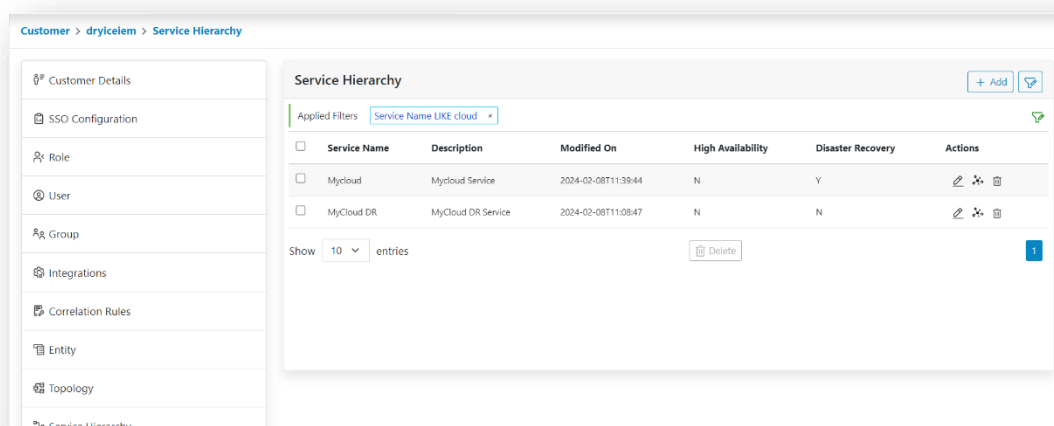 Customer > dryiceiem > Service Hierarchy
Customer Details
SSO Configuration
Role
User
Group
Integrations
Correlation Rules
Entity
Topology
Service Hierarchy
Service Hierarchy
+ Add
Applied Filters Service Name LIKE cloud ×
Service Name Description Modified On High Availability Disaster Recovery Actions
Mycloud Mycloud Service 2024-02-08T11:39:44 N Y
MyCloud DR MyCloud DR Service 2024-02-08T11:08:47 N N
Show 10 entries Delete 1